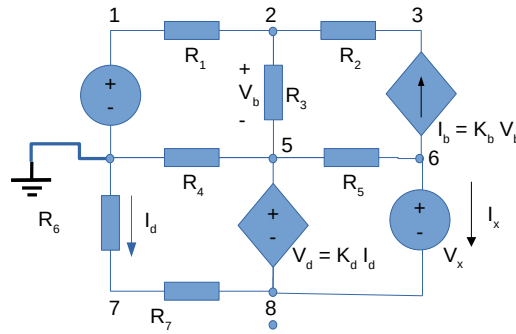 1
2
3
R1
R2
+
-
+
Vb
-
R3
Ib = Kb Vb
5
6
R4
R5
R6
Id
+
-
Vd = Kd Id
+
-
Vx
Ix
7
R7
8